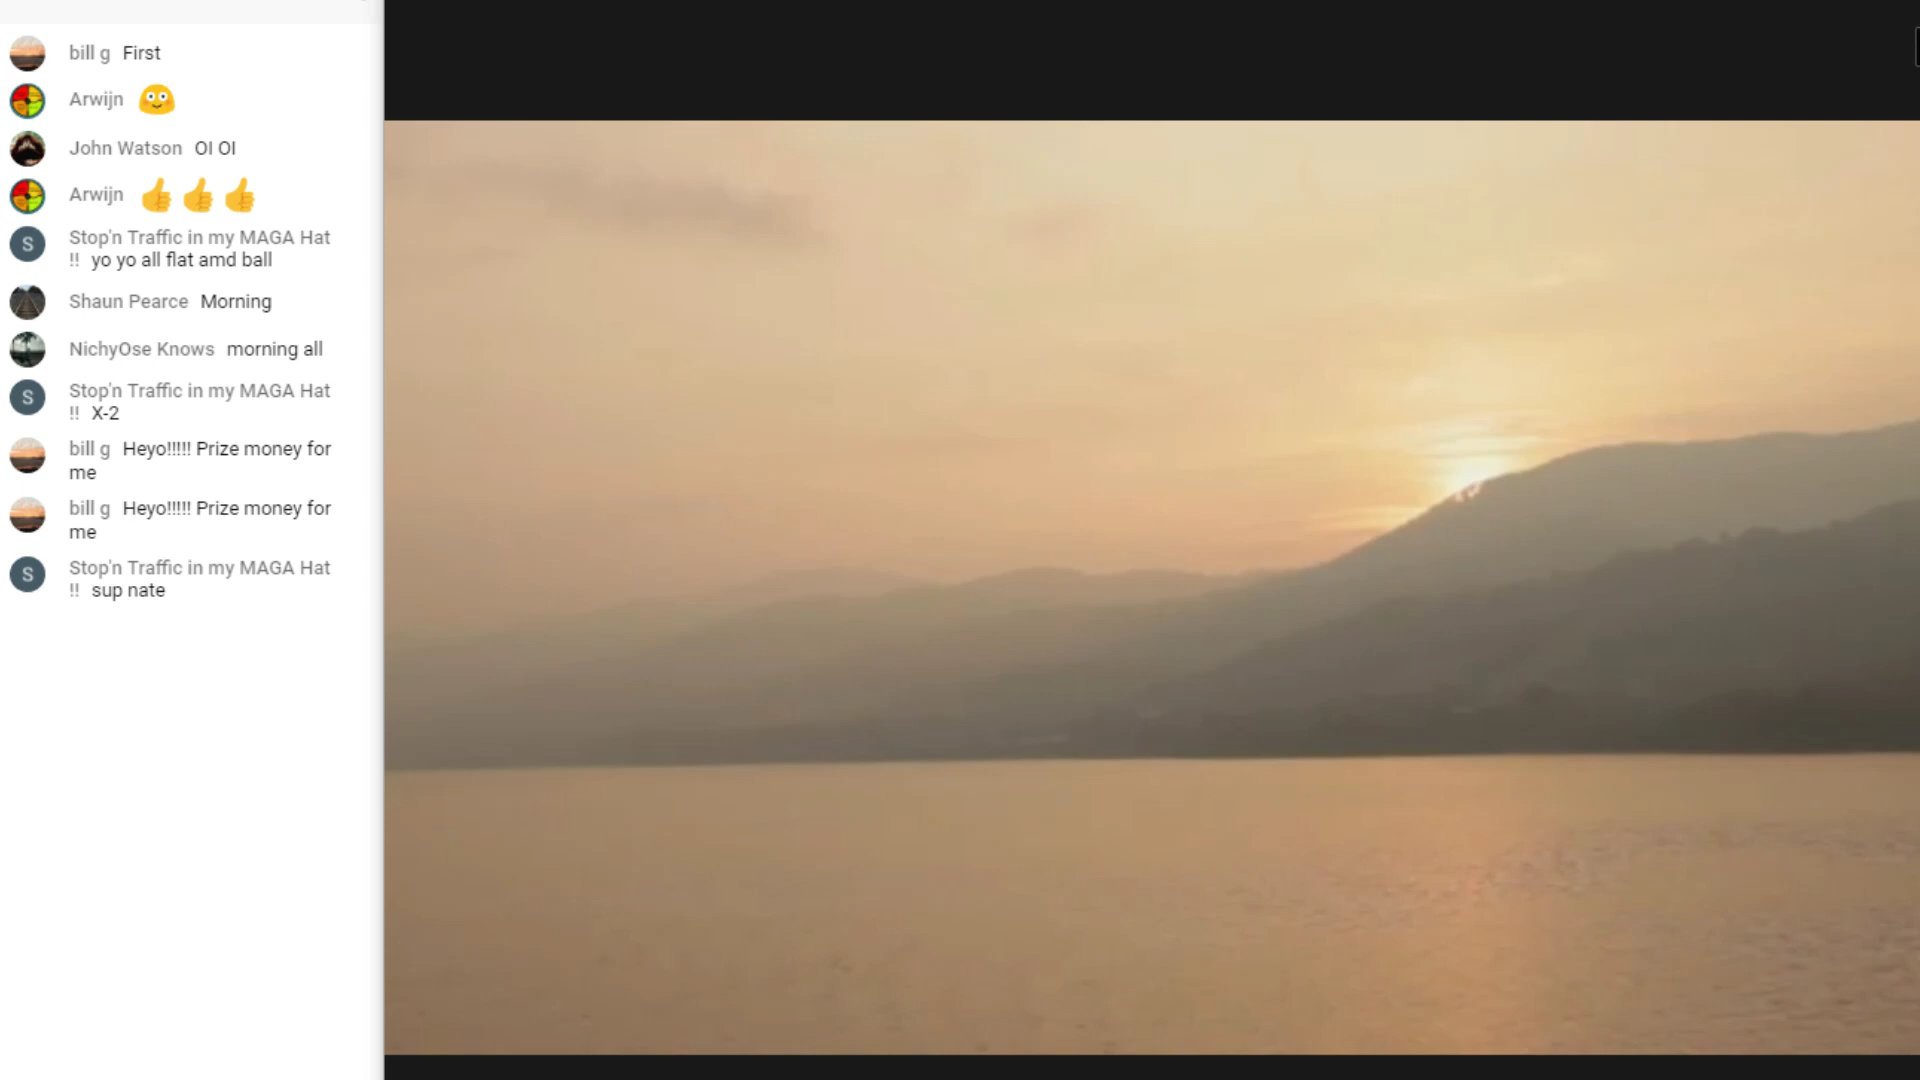 bill g First
Arwijn
John Watson OI OI
Arwijn
S Stop'n Traffic in my MAGA Hat
!! yo yo all flat amd ball
Shaun Pearce Morning
NichyOse Knows morning all
S Stop'n Traffic in my MAGA Hat
!! X-2
bill g Heyo!!!!! Prize money for
me
bill g Heyo!!!!! Prize money for
me
S Stop'n Traffic in my MAGA Hat
!! sup nate